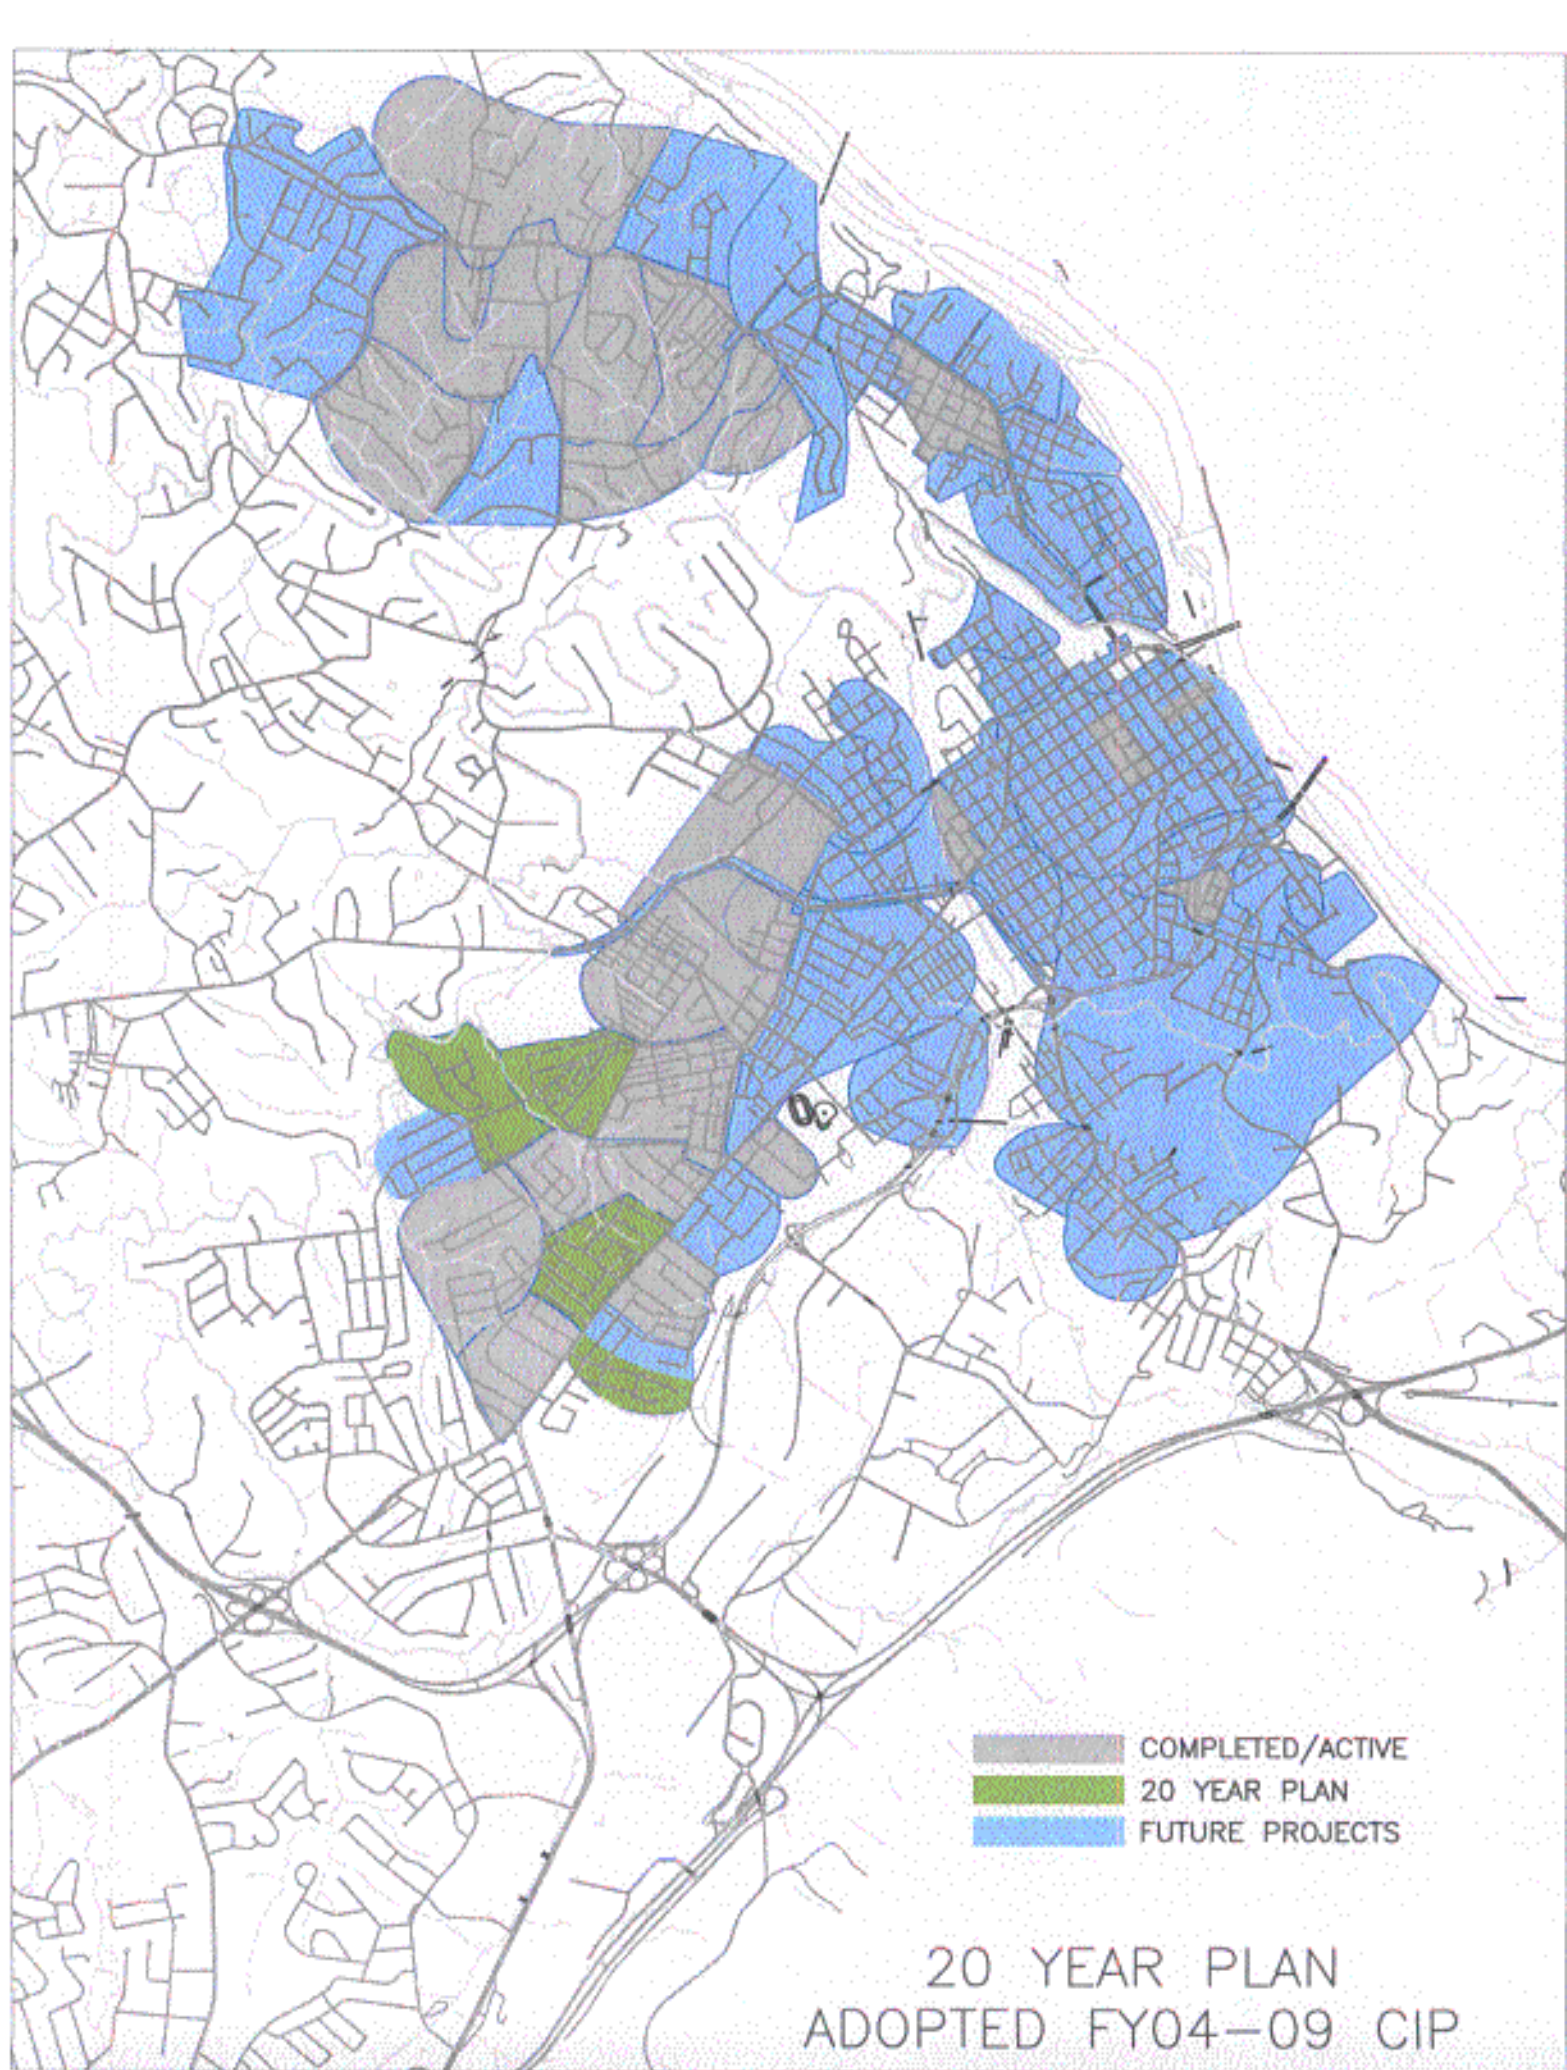 COMPLETED/ACTIVE
20 YEAR PLAN
FUTURE PROJECTS
20 YEAR PLAN
ADOPTED FY04-09 CIP